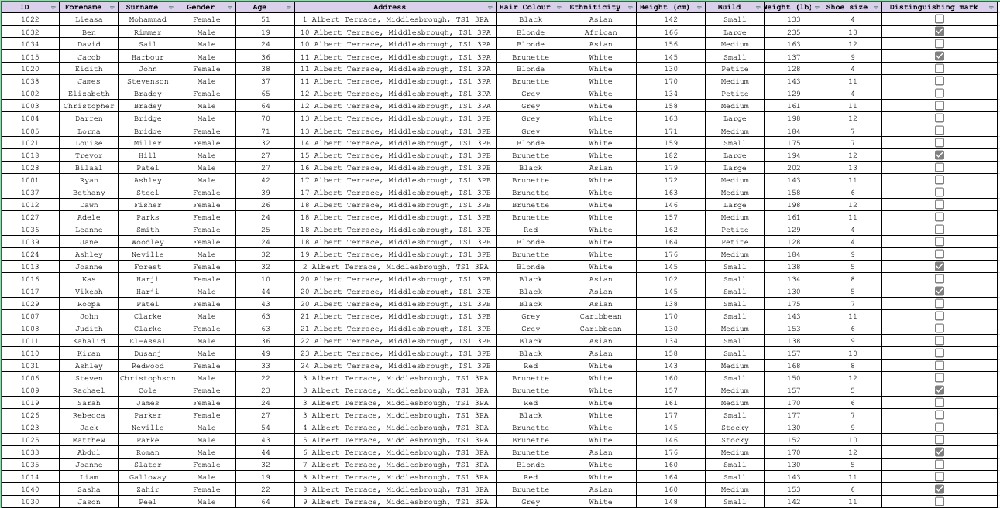 ID Forename Surname Gender Age Address Hair Colour Ethniticity Height (cm) Build Weight (lb) Shoe size Distinguishing mark
1022 Lieasa Mohammad Female 51 1 Albert Terrace, Middlesbrough, TS1 3PA Black Asian 142 Small 133 4
1032 Ben Rimmer Male 19 10 Albert Terrace, Middlesbrough, TS1 3PA Blonde African 166 Large 235 13
1034 David Sail Male 24 10 Albert Terrace, Middlesbrough, TS1 3PA Blonde Asian 156 Medium 163 12
1015 Jacob Harbour Male 36 11 Albert Terrace, Middlesbrough, TS1 3PA Brunette White 145 Small 137 9
1020 Eidith John Female 38 11 Albert Terrace, Middlesbrough, TS1 3PA Blonde White 130 Petite 128 4
1038 James Stevenson Male 37 11 Albert Terrace, Middlesbrough, TS1 3PA Brunette White 170 Medium 143 11
1002 Elizabeth Bradey Female 65 12 Albert Terrace, Middlesbrough, TS1 3PA Grey White 134 Petite 129 4
1003 Christopher Bradey Male 64 12 Albert Terrace, Middlesbrough, TS1 3PA Grey White 158 Medium 161 11
1004 Darren Bridge Male 70 13 Albert Terrace, Middlesbrough, TS1 3PB Grey White 163 Large 198 12
1005 Lorna Bridge Female 71 13 Albert Terrace, Middlesbrough, TS1 3PB Grey White 171 Medium 184 7
1021 Louise Miller Female 32 14 Albert Terrace, Middlesbrough, TS1 3PB Blonde White 159 Small 175 7
1018 Trevor Hill Male 27 15 Albert Terrace, Middlesbrough, TS1 3PB Brunette White 182 Large 194 12
1028 Bilaal Patel Male 27 16 Albert Terrace, Middlesbrough, TS1 3PB Black Asian 179 Large 202 13
1001 Ryan Ashley Male 42 17 Albert Terrace, Middlesbrough, TS1 3PB Brunette White 172 Medium 143 11
1037 Bethany Steel Female 39 17 Albert Terrace, Middlesbrough, TS1 3PB Brunette White 163 Medium 158 6
1012 Dawn Fisher Female 26 18 Albert Terrace, Middlesbrough, TS1 3PB Brunette White 146 Large 198 12
1027 Adele Parks Female 24 18 Albert Terrace, Middlesbrough, TS1 3PB Brunette White 157 Medium 161 11
1036 Leanne Smith Female 25 18 Albert Terrace, Middlesbrough, TS1 3PB Red White 162 Petite 129 4
1039 Jane Woodley Female 24 18 Albert Terrace, Middlesbrough, TS1 3PB Blonde White 164 Petite 128 4
1024 Ashley Neville Male 32 19 Albert Terrace, Middlesbrough, TS1 3PB Brunette White 176 Medium 184 9
1013 Joanne Forest Female 32 2 Albert Terrace, Middlesbrough, TS1 3PA Blonde White 145 Small 138 5
1016 Kas Harji Female 10 20 Albert Terrace, Middlesbrough, TS1 3PB Black Asian 102 Small 134 8
1017 Vikesh Harji Male 44 20 Albert Terrace, Middlesbrough, TS1 3PB Black Asian 145 Small 130 5
1029 Roopa Patel Female 43 20 Albert Terrace, Middlesbrough, TS1 3PB Black Asian 138 Small 175 7
1007 John Clarke Male 63 21 Albert Terrace, Middlesbrough, TS1 3PB Grey Caribbean 170 Small 143 11
1008 Judith Clarke Female 63 21 Albert Terrace, Middlesbrough, TS1 3PB Grey Caribbean 130 Medium 153 6
1011 Kahalid El-Assal Male 36 22 Albert Terrace, Middlesbrough, TS1 3PB Black Asian 134 Small 138 9
1010 Kiran Dusanj Male 49 23 Albert Terrace, Middlesbrough, TS1 3PB Black Asian 158 Small 157 10
1031 Ashley Redwood Female 33 24 Albert Terrace, Middlesbrough, TS1 3PB Red White 143 Medium 168 8
1006 Steven Christophson Male 22 3 Albert Terrace, Middlesbrough, TS1 3PA Brunette White 160 Small 150 12
1009 Rachael Cole Female 23 3 Albert Terrace, Middlesbrough, TS1 3PA Brunette White 157 Medium 157 5
1019 Sarah James Female 24 3 Albert Terrace, Middlesbrough, TS1 3PA Red White 161 Medium 170 6
1026 Rebecca Parker Female 27 3 Albert Terrace, Middlesbrough, TS1 3PA Black White 177 Small 177 7
1023 Jack Neville Male 54 4 Albert Terrace, Middlesbrough, TS1 3PA Brunette White 145 Stocky 130 9
1025 Matthew Parke Male 43 5 Albert Terrace, Middlesbrough, TS1 3PA Brunette White 146 Stocky 152 10
1033 Abdul Roman Male 44 6 Albert Terrace, Middlesbrough, TS1 3PA Brunette Asian 176 Medium 170 12
1035 Joanne Slater Female 32 7 Albert Terrace, Middlesbrough, TS1 3PA Blonde White 160 Small 130 5
1014 Liam Galloway Male 19 8 Albert Terrace, Middlesbrough, TS1 3PA Red White 164 Small 143 11
1040 Sasha Zahir Female 22 8 Albert Terrace, Middlesbrough, TS1 3PA Brunette Asian 160 Medium 153 6
1030 Jason Peel Male 64 9 Albert Terrace, Middlesbrough, TS1 3PA Grey White 148 Small 142 11